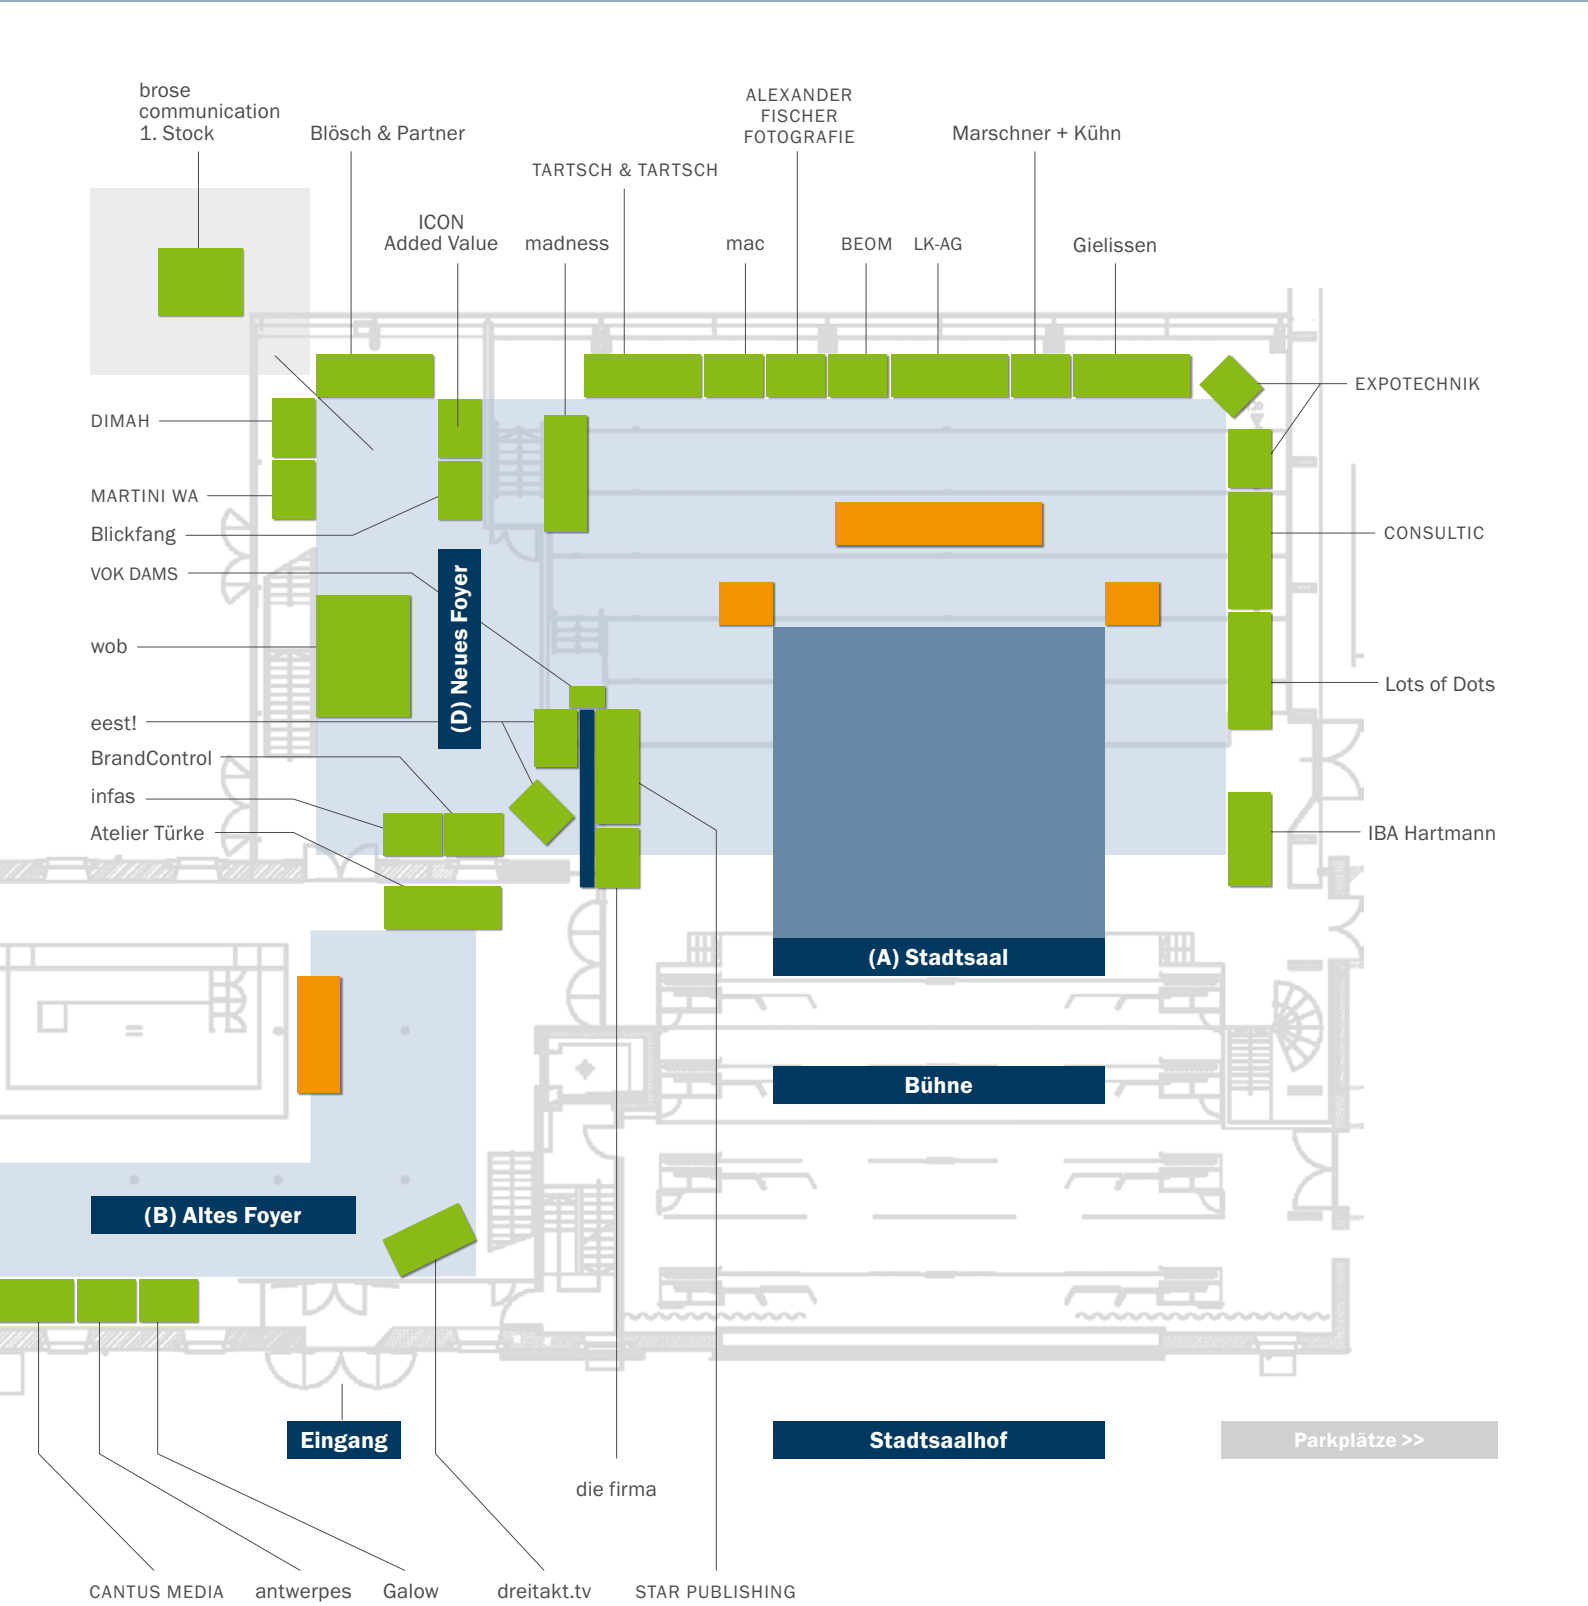 brose
communication
1. Stock
Blösch & Partner
ALEXANDER
FISCHER
FOTOGRAFIE
Marschner + Kühn
TARTSCH & TARTSCH
ICON
Added Value
madness
mac
BEOM
LK-AG
Gielissen
EXPOTECHNIK
DIMAH
MARTINI WA
Blickfang
CONSULTIC
VOK DAMS
(D) Neues Foyer
wob
Lots of Dots
eest!
BrandControl
infas
Atelier Türke
IBA Hartmann
(A) Stadtsaal
Bühne
(B) Altes Foyer
Eingang
Stadtsaalhof
Parkplätze >>
die firma
CANTUS MEDIA
antwerpes
Galow
dreitakt.tv
STAR PUBLISHING